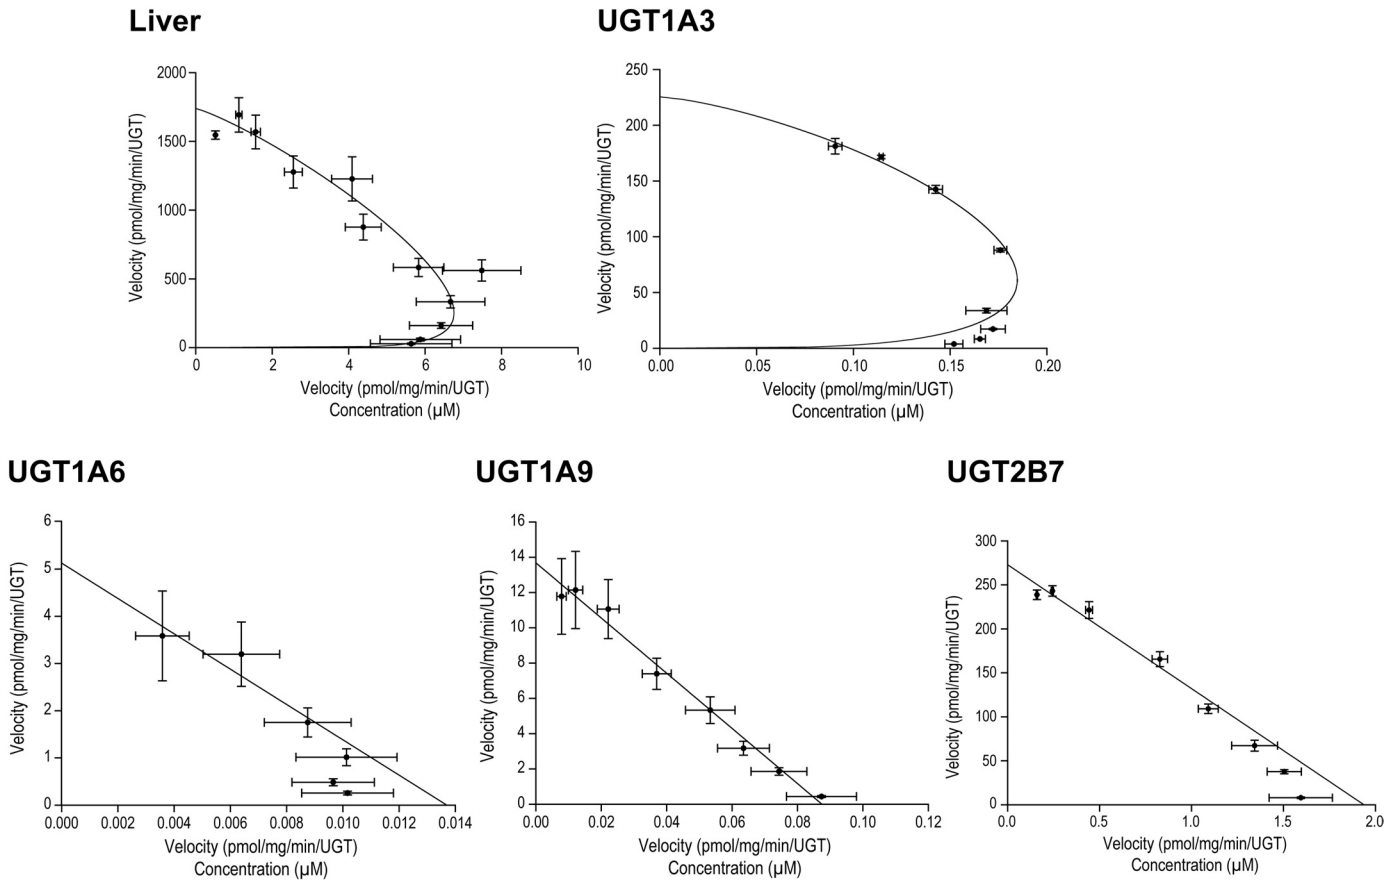 Liver
UGT1A3
Velocity (pmol/mg/min/UGT)
2000
1500
1000
500
0
0 2 4 6 8 10
Velocity (pmol/mg/min/UGT)
Concentration (µM)
Velocity (pmol/mg/min/UGT)
250
200
150
100
50
0
0.00 0.05 0.10 0.15 0.20
Velocity (pmol/mg/min/UGT)
Concentration (µM)
UGT1A6
UGT1A9
UGT2B7
Velocity (pmol/mg/min/UGT)
6
5
4
3
2
1
0
0.000 0.002 0.004 0.006 0.008 0.010 0.012 0.014
Velocity (pmol/mg/min/UGT)
Concentration (µM)
Velocity (pmol/mg/min/UGT)
16
14
12
10
8
6
4
2
0
0.0 0.02 0.04 0.06 0.08 0.10 0.12
Velocity (pmol/mg/min/UGT)
Concentration (µM)
Velocity (pmol/mg/min/UGT)
300
250
200
150
100
50
0
0.0 0.5 1.0 1.5 2.0
Velocity (pmol/mg/min/UGT)
Concentration (µM)